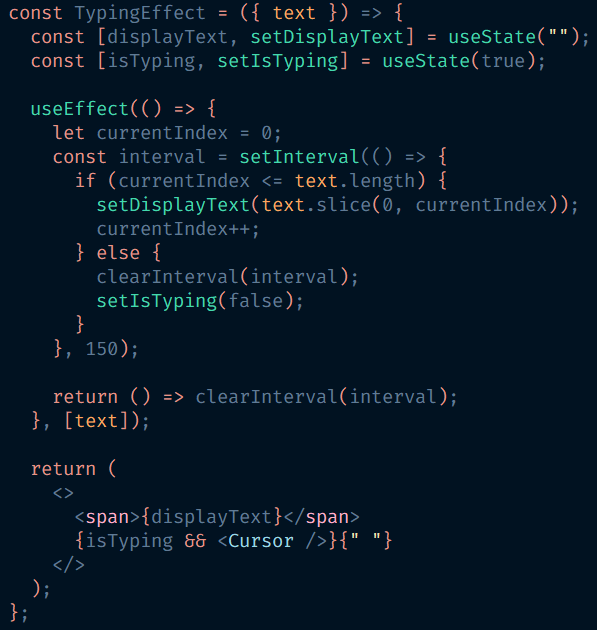 const TypingEffect = ({ text }) => {
  const [displayText, setDisplayText] = useState("");
  const [isTyping, setIsTyping] = useState(true);

  useEffect(() => {
    let currentIndex = 0;
    const interval = setInterval(() => {
      if (currentIndex <= text.length) {
        setDisplayText(text.slice(0, currentIndex));
        currentIndex++;
      } else {
        clearInterval(interval);
        setIsTyping(false);
      }
    }, 150);

    return () => clearInterval(interval);
  }, [text]);

  return (
    <>
      <span>{displayText}</span>
      {isTyping && <Cursor />}{" "}
    </>
  );
};